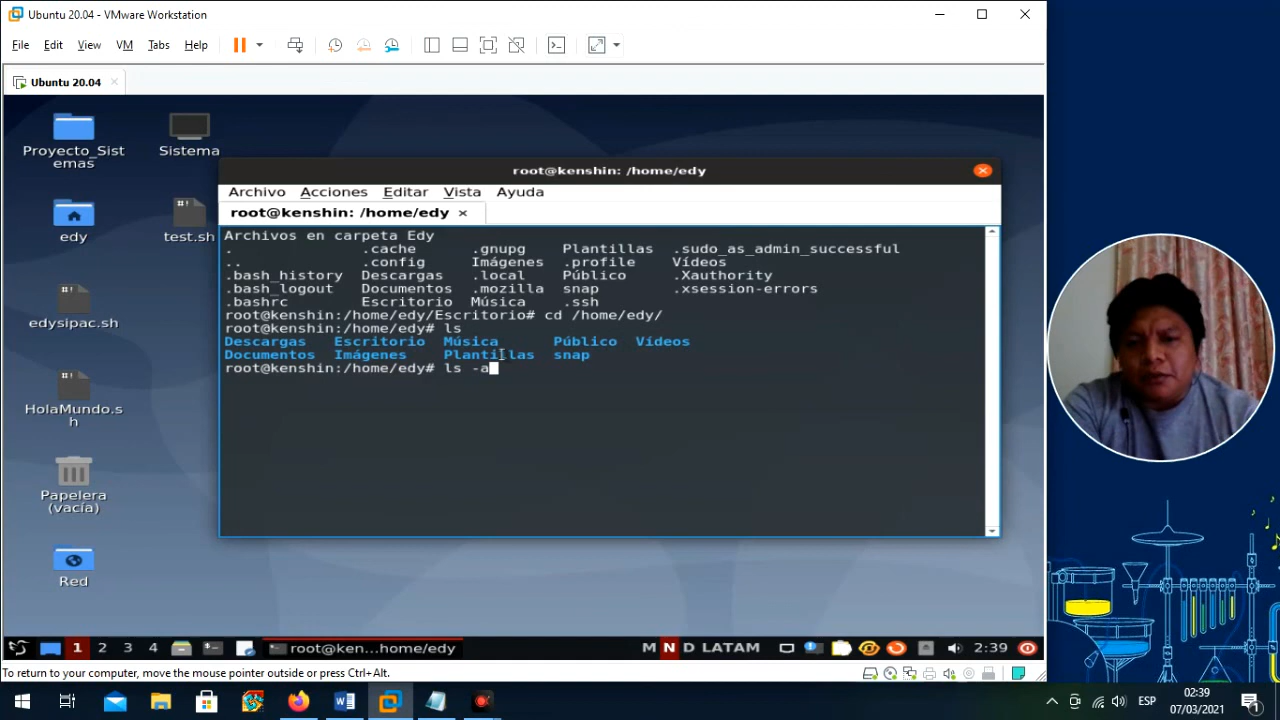 Ubuntu 20.04 - VMware Workstation
File Edit View VM Tabs Help
Ubuntu 20.04
Proyecto_Sist
emas
Sistema
edy
test.sh
edysipac.sh
HolaMundo.s
h
Papelera
(vacía)
Red
root@kenshin: /home/edy
Archivo Acciones Editar Vista Ayuda
root@kenshin: /home/edy
Archivos en carpeta Edy
. .cache .gnupg Plantillas .sudo_as_admin_successful
.. .config Imágenes .profile Vídeos
.bash_history Descargas .local Público .Xauthority
.bash_logout Documentos .mozilla snap .xsession-errors
.bashrc Escritorio Música .ssh
root@kenshin:/home/edy/Escritorio# cd /home/edy/
root@kenshin:/home/edy# ls
Descargas Escritorio Música Público Vídeos
Documentos Imágenes Plantillas snap
root@kenshin:/home/edy# ls -a
1 2 3 4 root@ken...home/edy M N D LATAM 2:39
To return to your computer, move the mouse pointer outside or press Ctrl+Alt.
ESP
02:39
07/03/2021
1